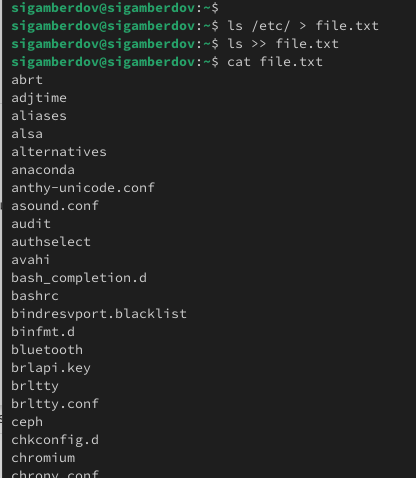 sigamberdov@sigamberdov:~$
sigamberdov@sigamberdov:~$ ls /etc/ > file.txt
sigamberdov@sigamberdov:~$ ls >> file.txt
sigamberdov@sigamberdov:~$ cat file.txt
abrt
adjtime
aliases
alsa
alternatives
anaconda
anthy-unicode.conf
asound.conf
audit
authselect
avahi
bash_completion.d
bashrc
bindresvport.blacklist
binfmt.d
bluetooth
brlapi.key
brltty
brltty.conf
ceph
chkconfig.d
chromium
chrony.conf